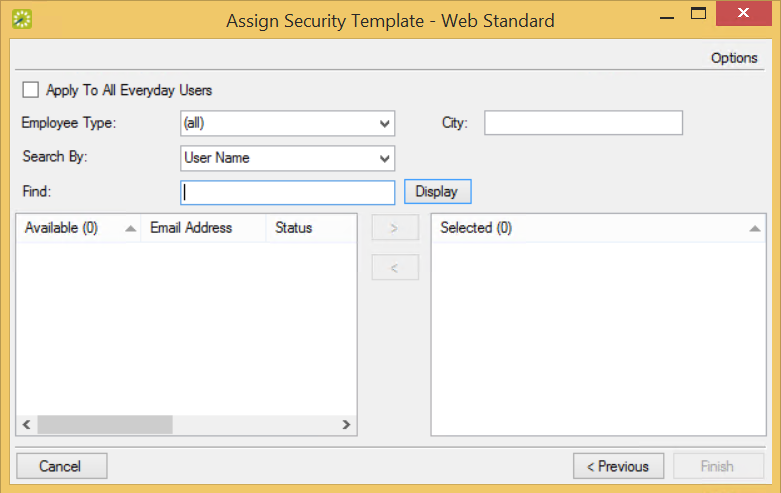 Assign Security Template - Web Standard
Options
Apply To All Everyday Users
Employee Type: (all) City:
Search By: User Name
Find: Display
Available (0) Email Address Status > Selected (0)
<
Cancel < Previous Finish